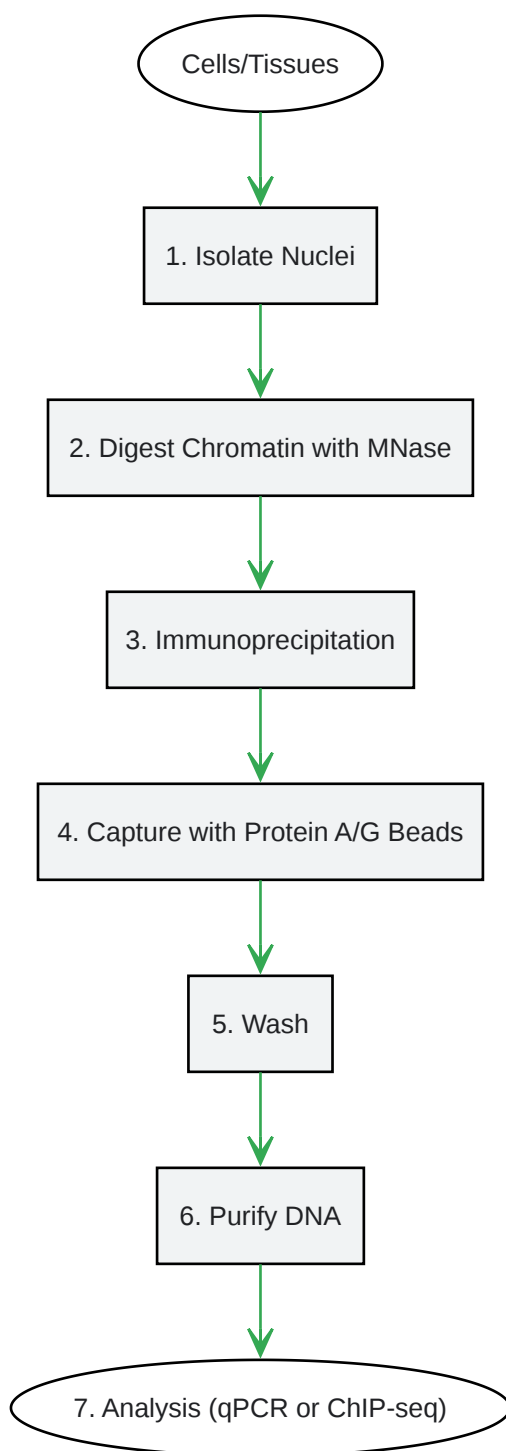 Cells/Tissues
1. Isolate Nuclei
2. Digest Chromatin with MNase
3. Immunoprecipitation
4. Capture with Protein A/G Beads
5. Wash
6. Purify DNA
7. Analysis (qPCR or ChIP-seq)